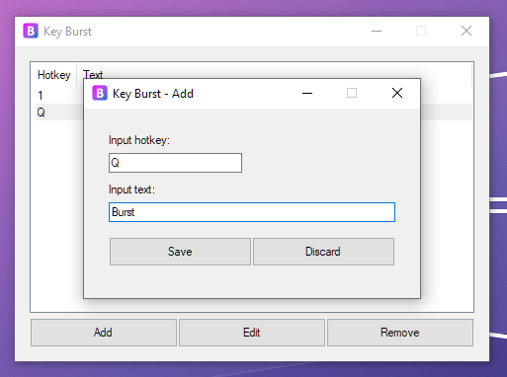 B Key Burst
Hotkey Text
1
Q
B Key Burst - Add
Input hotkey:
Q
Input text:
Burst
Save Discard
Add Edit Remove